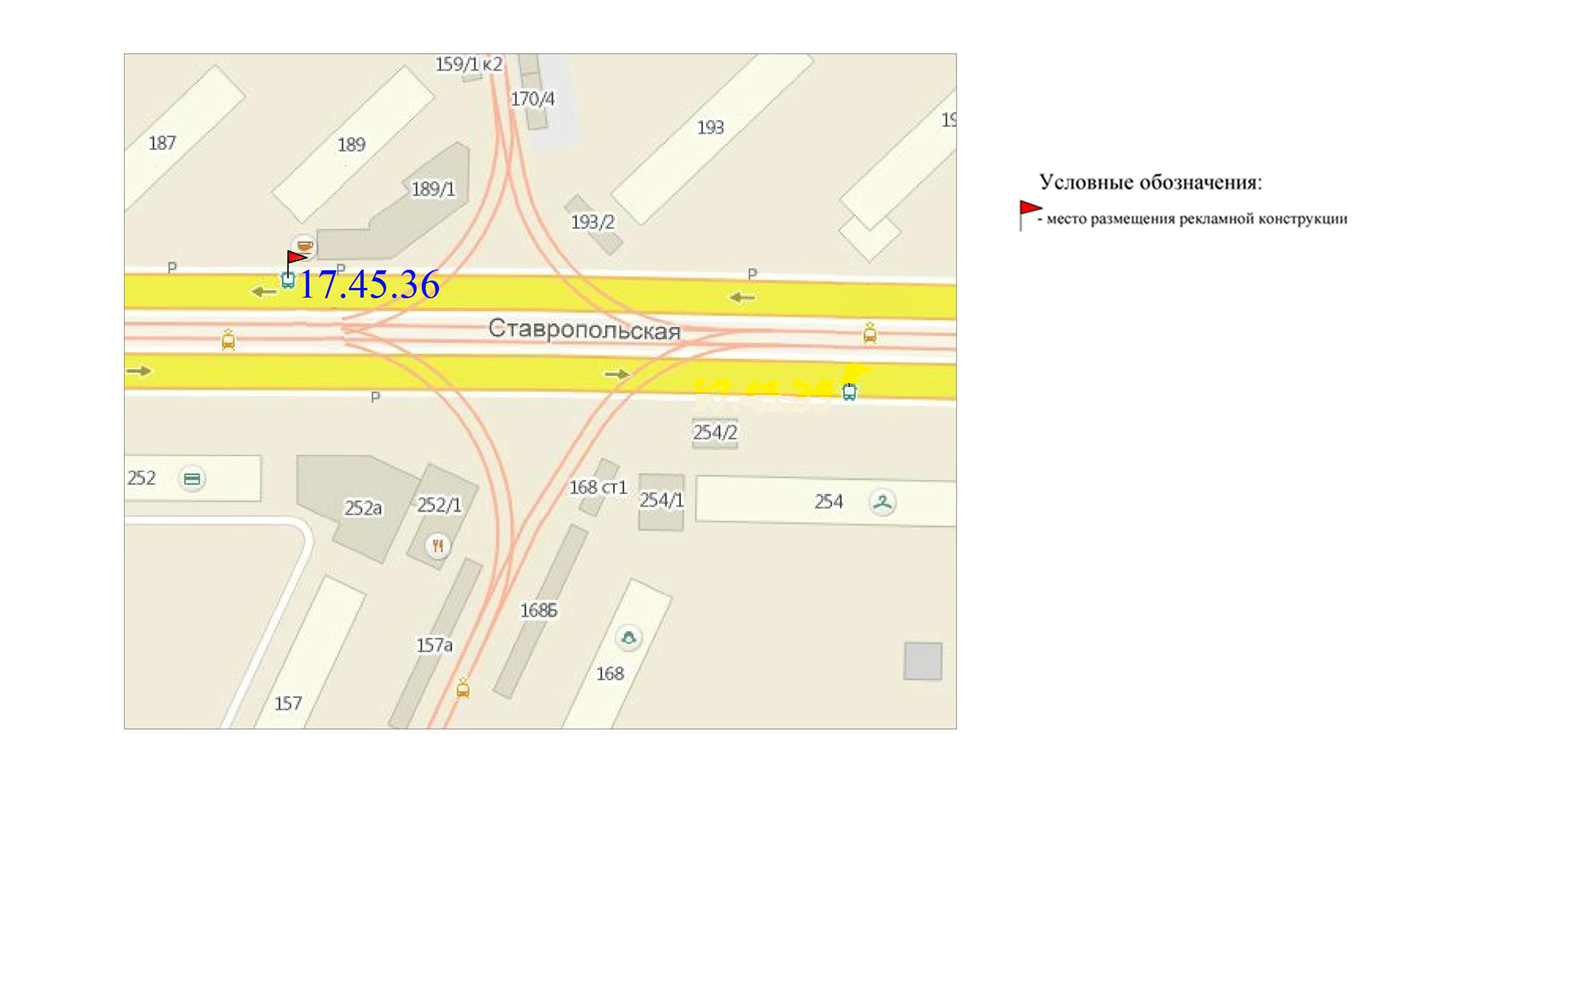 159/1 к2
170/4
187
189
193
19
189/1
193/2
Условные обозначения:
- место размещения рекламной конструкции
P
P
P
17.45.36
Ставропольская
P
254/2
252
252а
252/1
168 ст1
254/1
254
168Б
157а
168
157